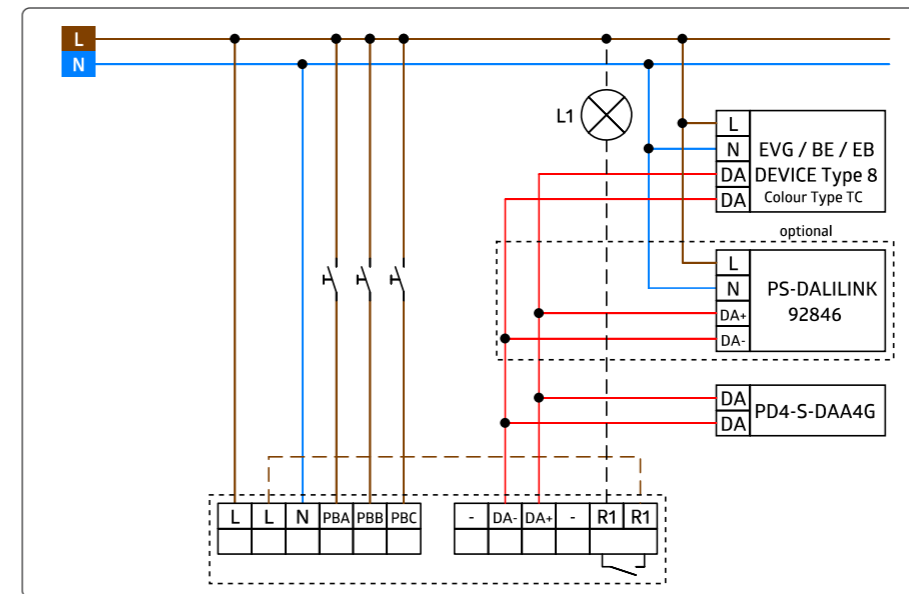 L
N
L1
L
N EVG / BE / EB
DA DEVICE Type 8
DA Colour Type TC
optional
L
N PS-DALILINK
DA+ 92846
DA-
DA
DA PD4-S-DAA4G
L L N PBA PBB PBC - DA- DA+ - R1 R1